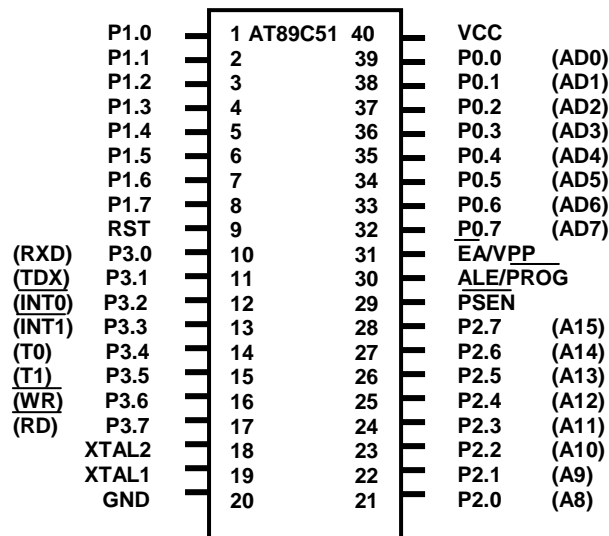 P1.0 1 AT89C51 40 VCC
P1.1 2 39 P0.0 (AD0)
P1.2 3 38 P0.1 (AD1)
P1.3 4 37 P0.2 (AD2)
P1.4 5 36 P0.3 (AD3)
P1.5 6 35 P0.4 (AD4)
P1.6 7 34 P0.5 (AD5)
P1.7 8 33 P0.6 (AD6)
RST 9 32 P0.7 (AD7)
(RXD) P3.0 10 31 EA/VPP
(TDX) P3.1 11 30 ALE/PROG
(INT0) P3.2 12 29 PSEN
(INT1) P3.3 13 28 P2.7 (A15)
(T0) P3.4 14 27 P2.6 (A14)
(T1) P3.5 15 26 P2.5 (A13)
(WR) P3.6 16 25 P2.4 (A12)
(RD) P3.7 17 24 P2.3 (A11)
XTAL2 18 23 P2.2 (A10)
XTAL1 19 22 P2.1 (A9)
GND 20 21 P2.0 (A8)